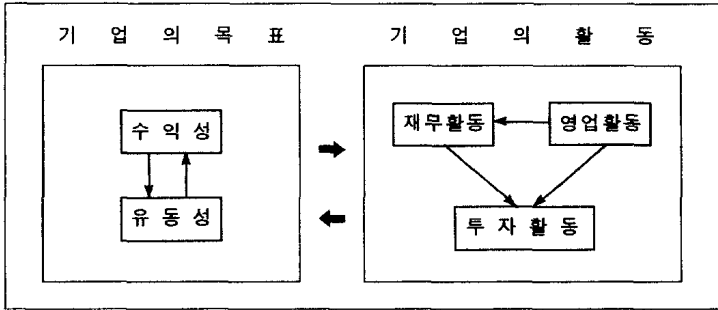 기 업 의 목 표
기 업 의 활 동
수 익 성
유 동 성
재무활동
영업활동
투 자 활 동